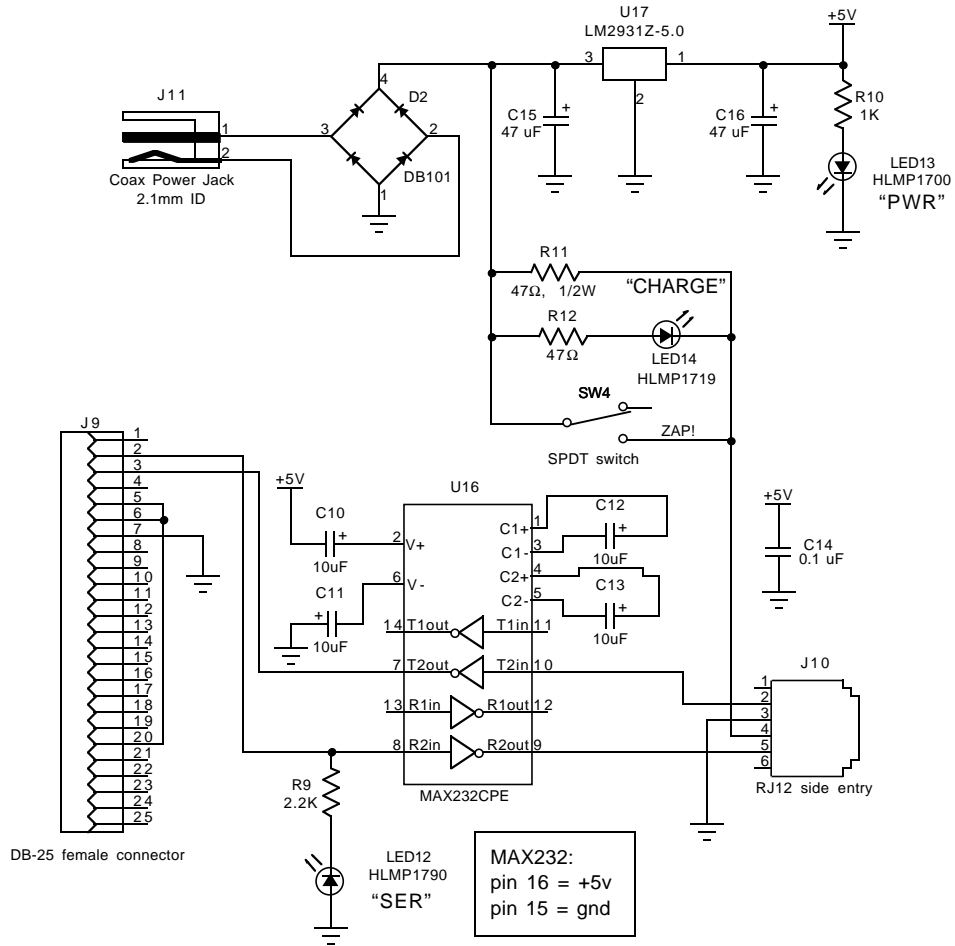 U17
LM2931Z-5.0
3
1
2
+5V
J11
1
2
Coax Power Jack
2.1mm ID
4
D2
3
2
DB101
1
C15
47 uF
+
C16
47 uF
+
R10
1K
LED13
HLMP1700
“PWR”
R11
47Ω, 1/2W
“CHARGE”
R12
47Ω
LED14
HLMP1719
SW4
ZAP!
SPDT switch
J9
1
2
3
4
5
6
7
8
9
10
11
12
13
14
15
16
17
18
19
20
21
22
23
24
25
DB-25 female connector
+5V
C10
+
10uF
C11
+
10uF
U16
2 V+
6 V-
C1+ 1
C1- 3
C2+ 4
C2- 5
14 T1out T1in 11
7 T2out T2in 10
13 R1in R1out 12
8 R2in R2out 9
MAX232CPE
C12
+
10uF
C13
+
10uF
+5V
C14
0.1 uF
J10
1
2
3
4
5
6
RJ12 side entry
R9
2.2K
LED12
HLMP1790
“SER”
MAX232:
pin 16 = +5v
pin 15 = gnd